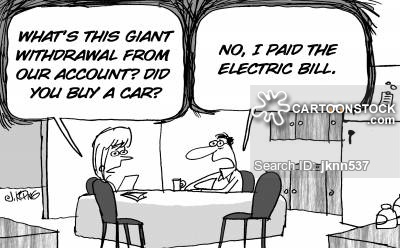 WHAT'S THIS GIANT
WITHDRAWAL FROM
OUR ACCOUNT? DID
YOU BUY A CAR?
NO, I PAID THE
ELECTRIC BILL.
CARTOONSTOCK
.com
Search ID: jknn537